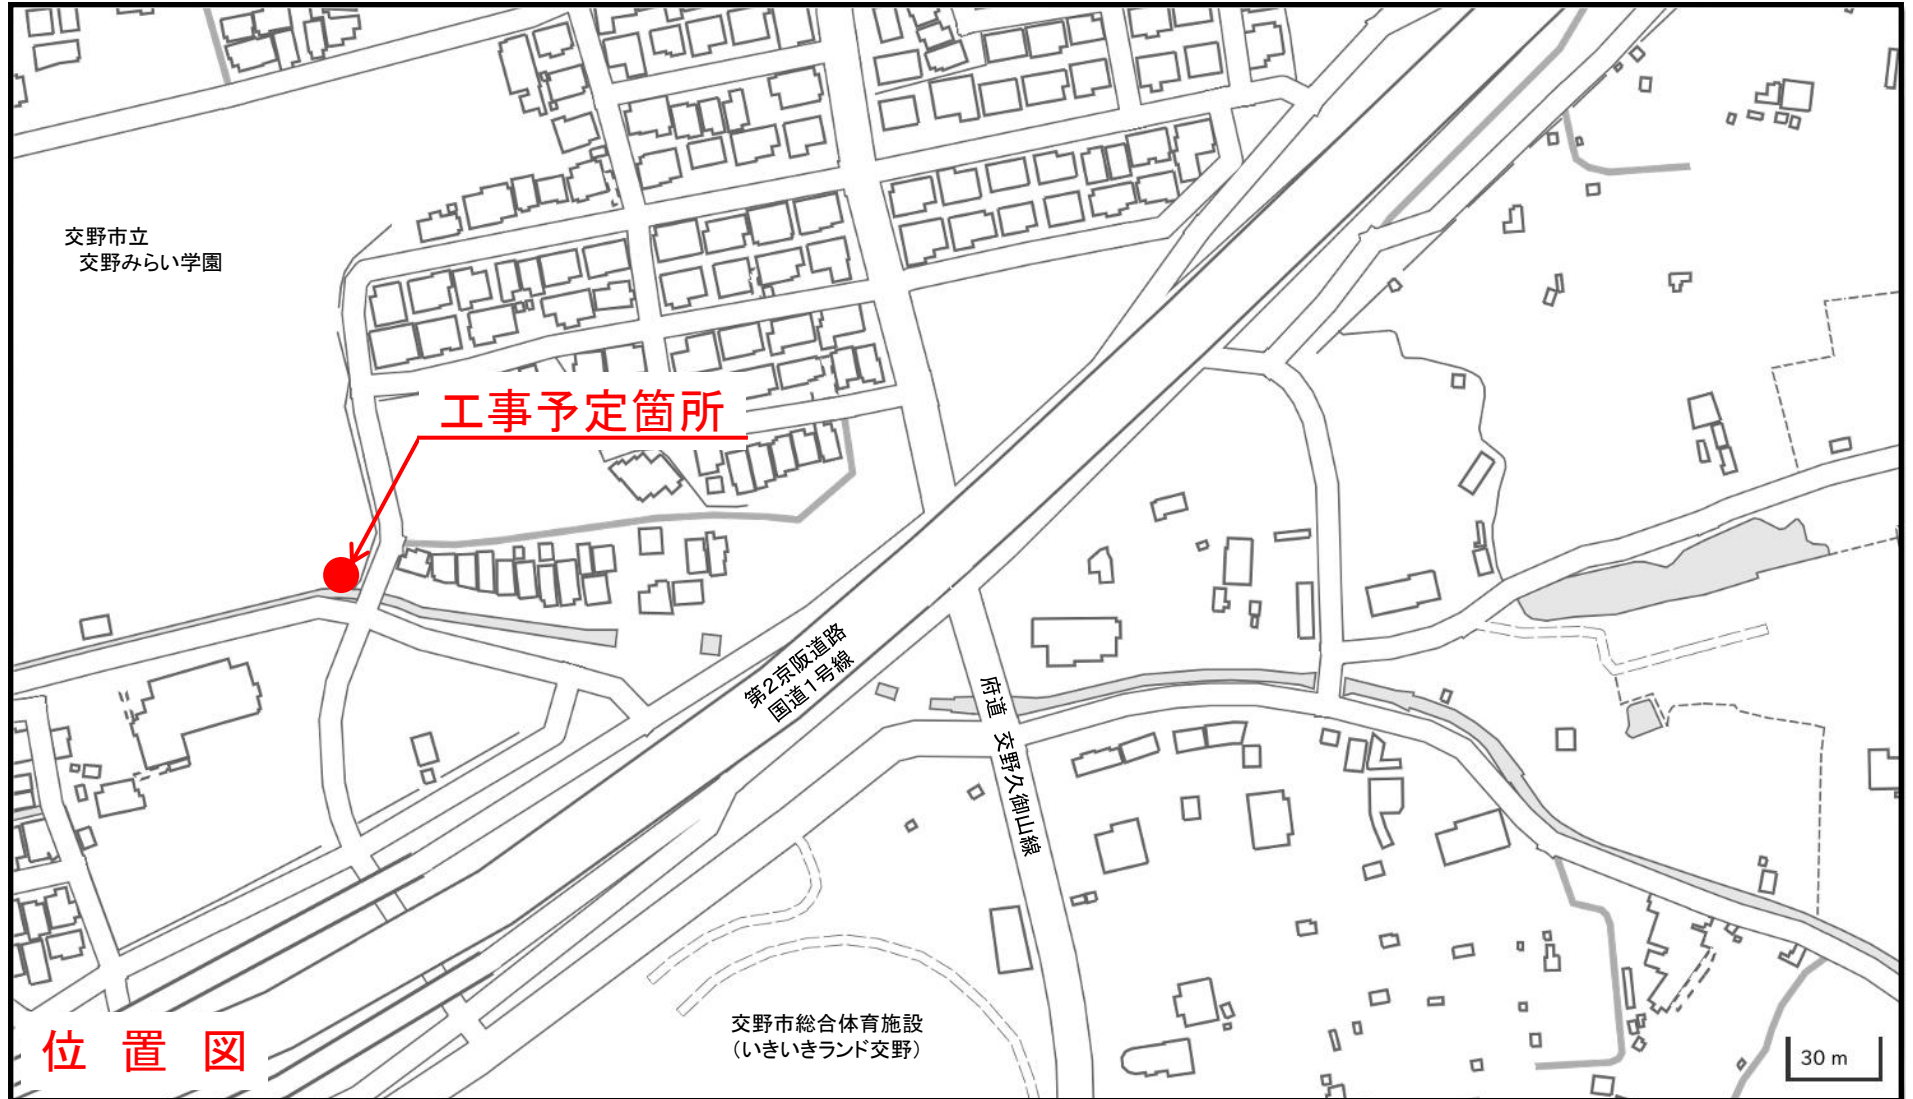 交野市立
交野みらい学園
工事予定箇所
第2京阪道路
国道1号線
府道 交野久御山線
交野市総合体育施設
(いきいきランド交野)
位 置 図
30 m